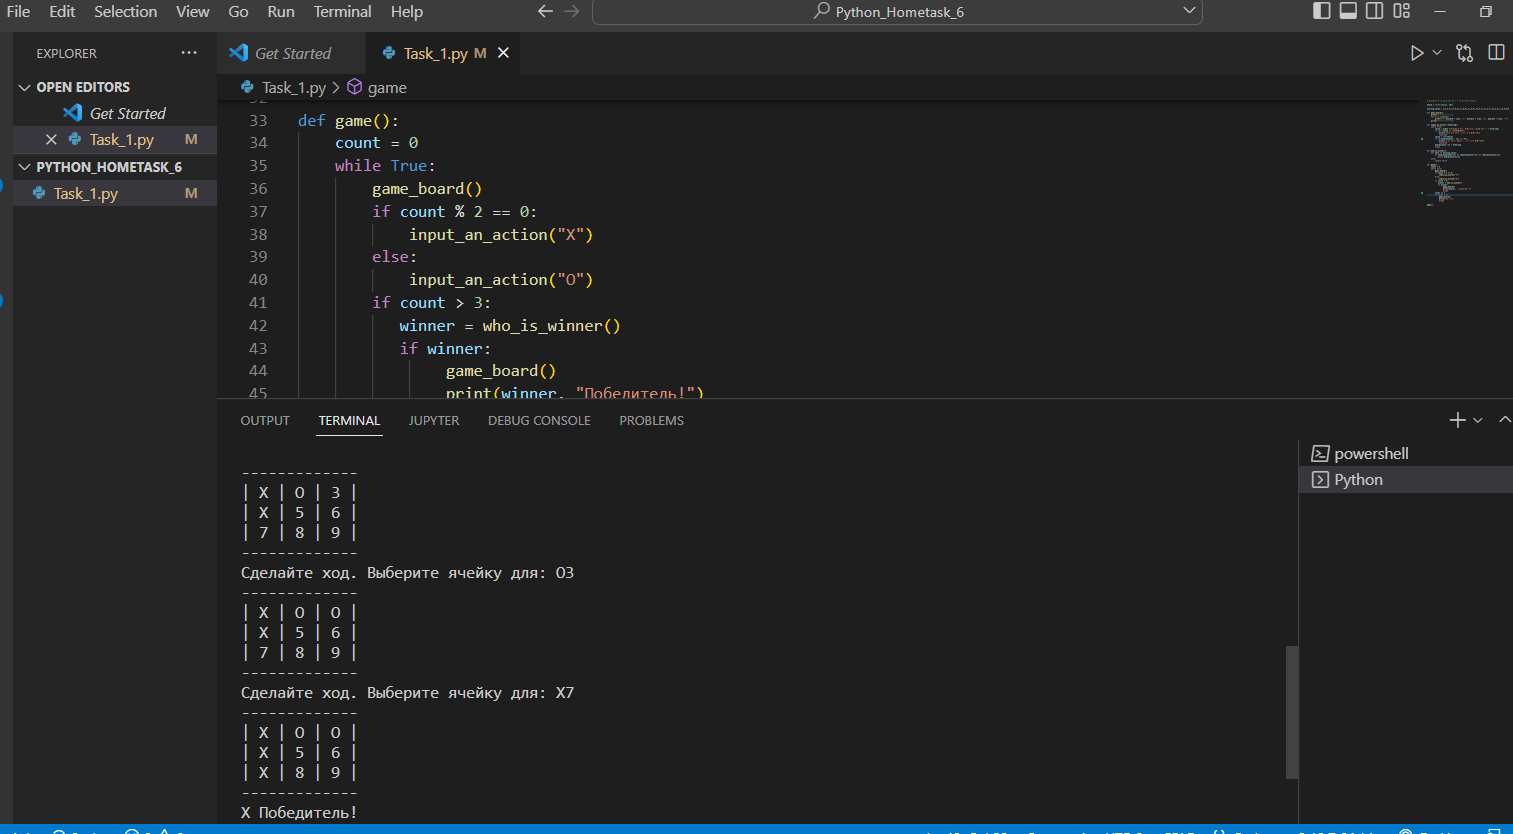 File Edit Selection View Go Run Terminal Help
Python_Hometask_6
EXPLORER
OPEN EDITORS
Get Started
Task_1.py M
PYTHON_HOMETASK_6
Task_1.py M
Get Started
Task_1.py M
Task_1.py > game
33 def game():
34 count = 0
35 while True:
36 game_board()
37 if count % 2 == 0:
38 input_an_action("X")
39 else:
40 input_an_action("O")
41 if count > 3:
42 winner = who_is_winner()
43 if winner:
44 game_board()
45 print(winner, "Победитель!")
OUTPUT TERMINAL JUPYTER DEBUG CONSOLE PROBLEMS
powershell
Python
-------------
| X | O | 3 |
| X | 5 | 6 |
| 7 | 8 | 9 |
-------------
Сделайте ход. Выберите ячейку для: O3
-------------
| X | O | O |
| X | 5 | 6 |
| 7 | 8 | 9 |
-------------
Сделайте ход. Выберите ячейку для: X7
-------------
| X | O | O |
| X | 5 | 6 |
| X | 8 | 9 |
-------------
X Победитель!